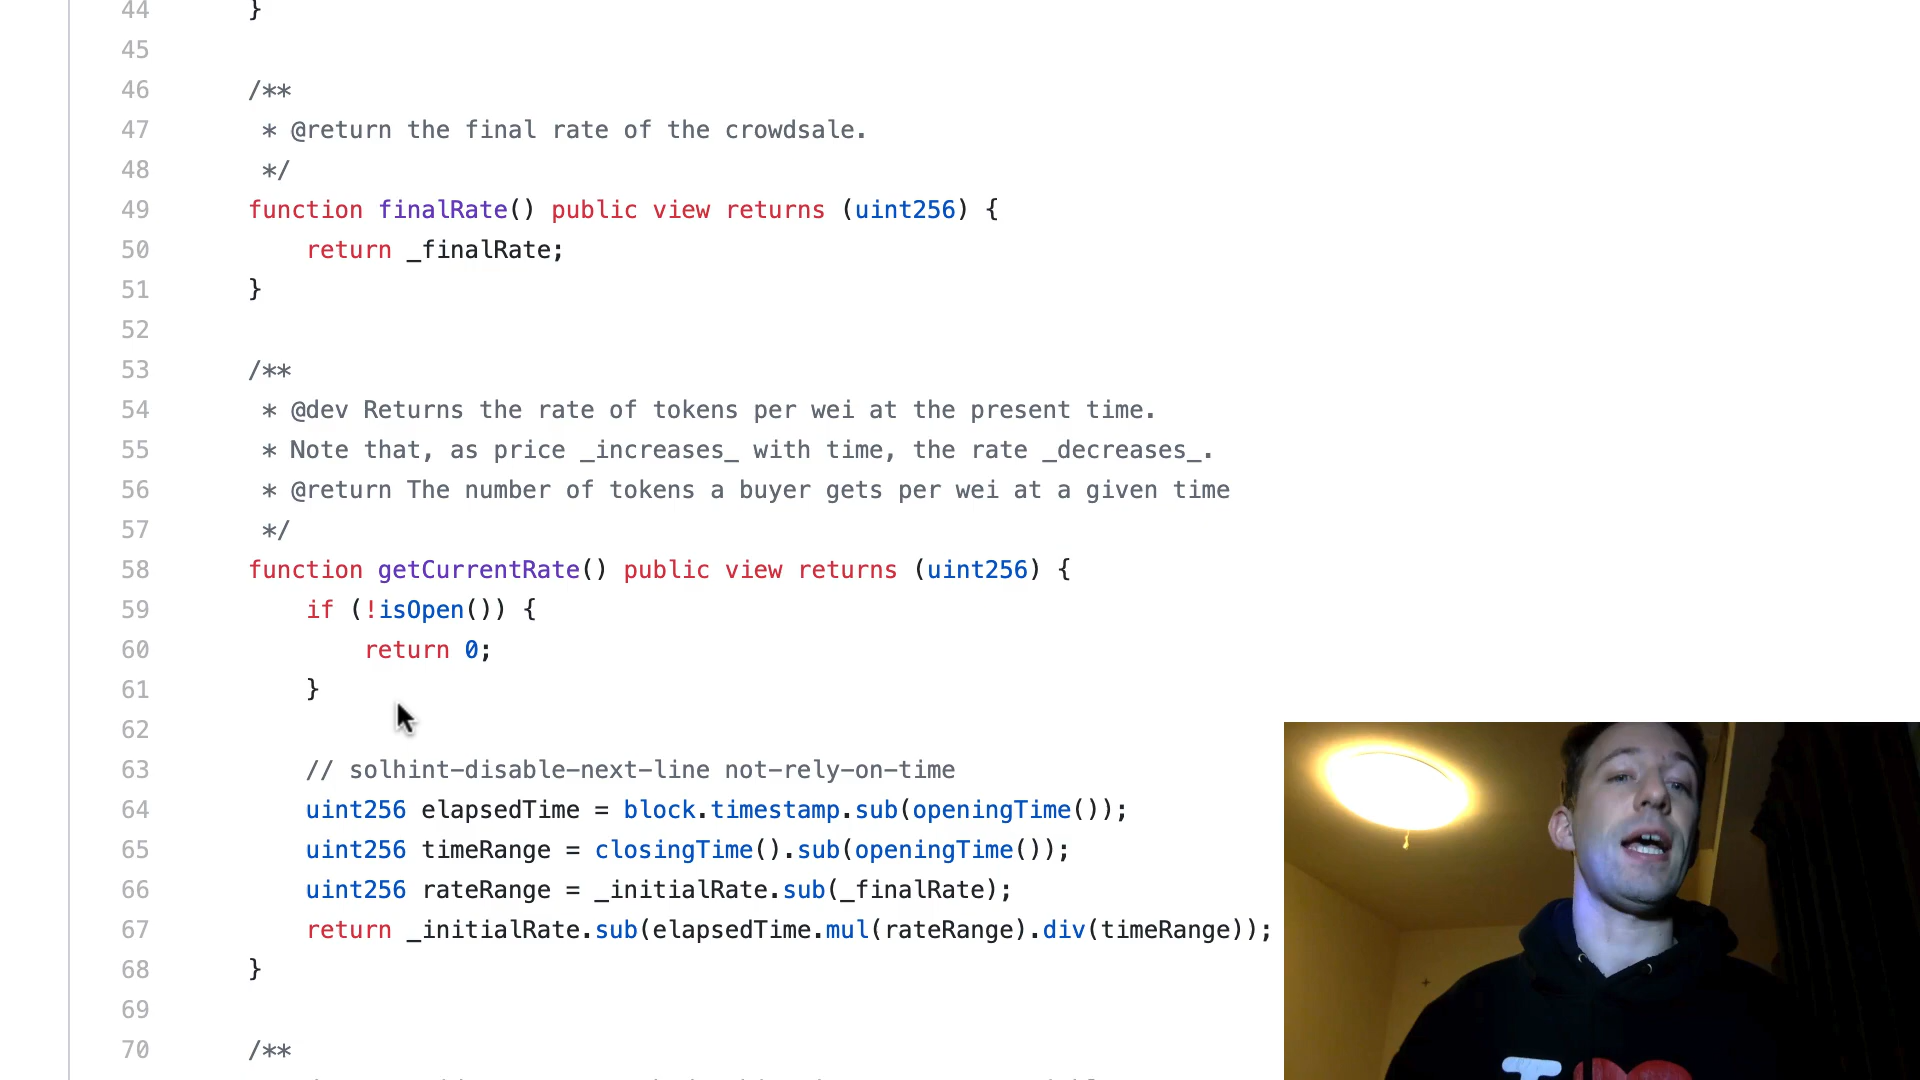 44 }
45
46 /**
47 * @return the final rate of the crowdsale.
48 */
49 function finalRate() public view returns (uint256) {
50 return _finalRate;
51 }
52
53 /**
54 * @dev Returns the rate of tokens per wei at the present time.
55 * Note that, as price _increases_ with time, the rate _decreases_.
56 * @return The number of tokens a buyer gets per wei at a given time
57 */
58 function getCurrentRate() public view returns (uint256) {
59 if (!isOpen()) {
60 return 0;
61 }
62
63 // solhint-disable-next-line not-rely-on-time
64 uint256 elapsedTime = block.timestamp.sub(openingTime());
65 uint256 timeRange = closingTime().sub(openingTime());
66 uint256 rateRange = _initialRate.sub(_finalRate);
67 return _initialRate.sub(elapsedTime.mul(rateRange).div(timeRange));
68 }
69
70 /**